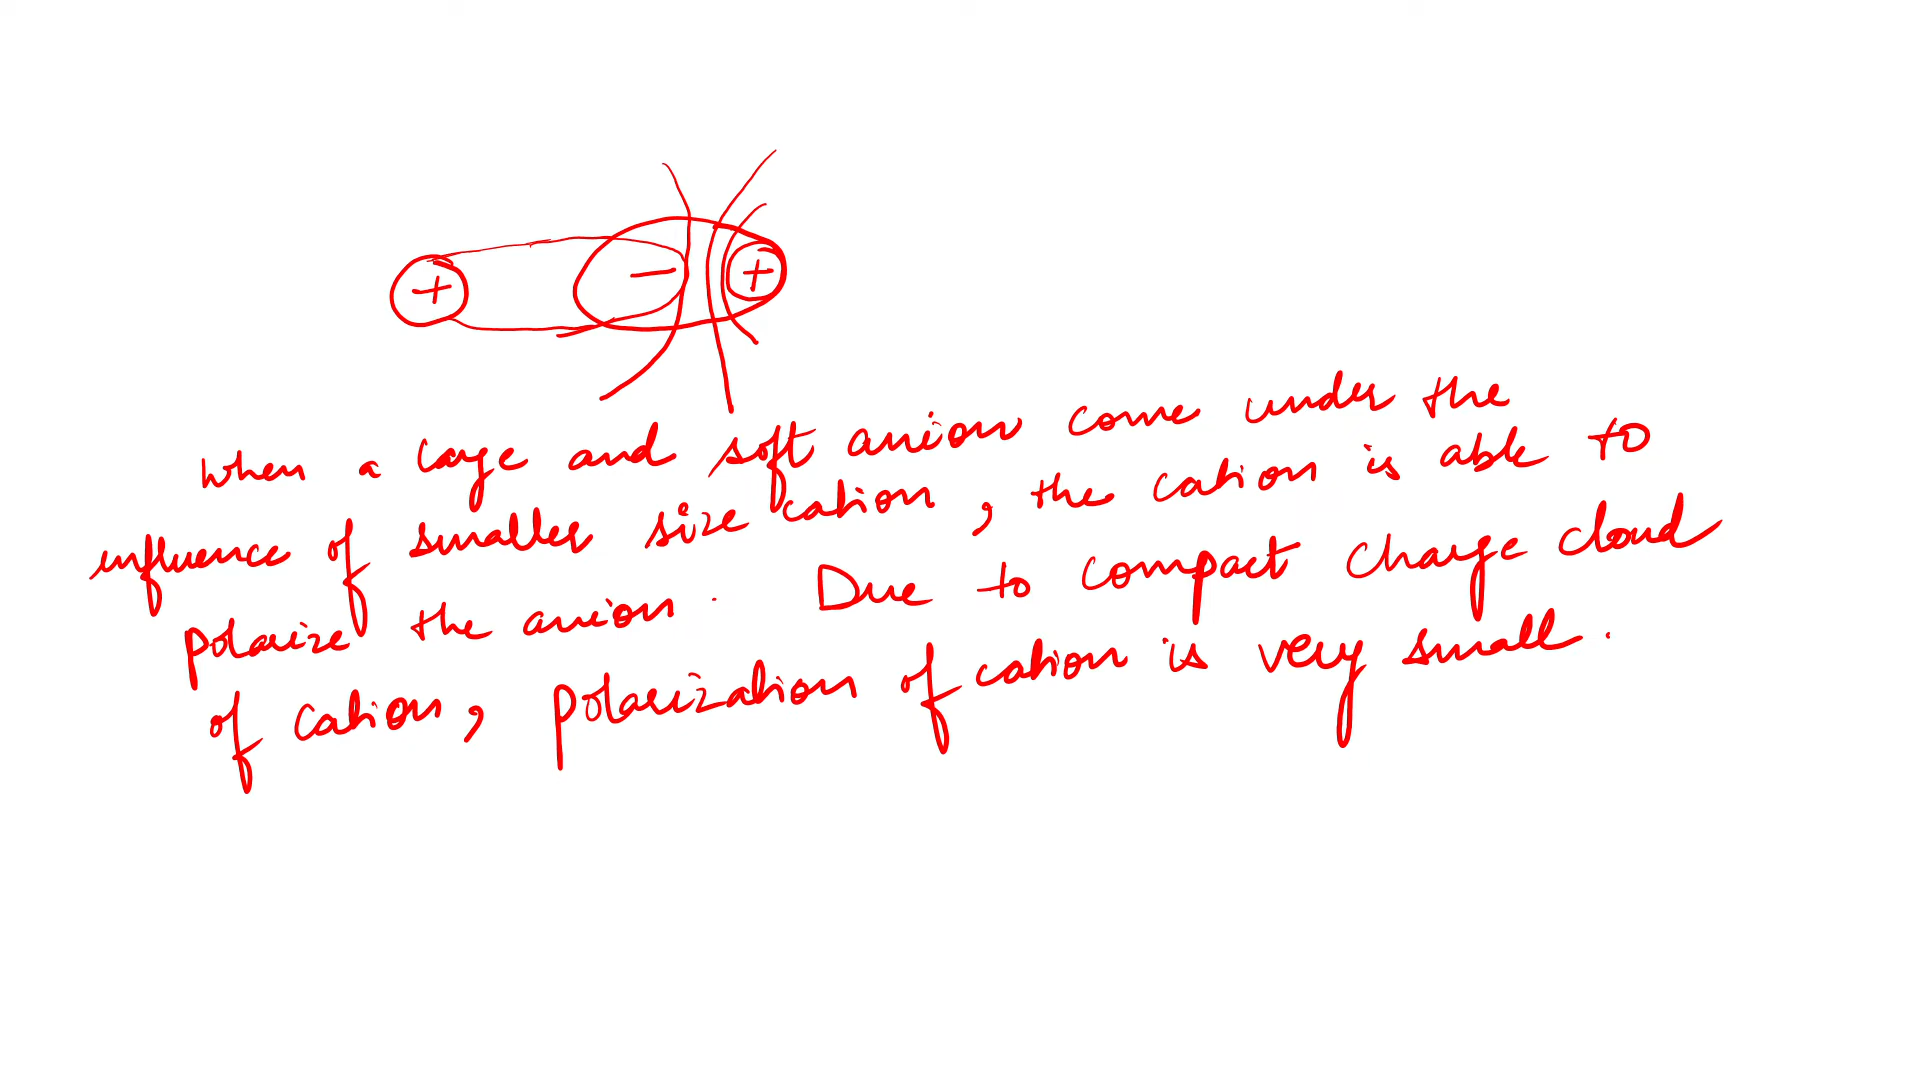 + − +
When a large and soft anion come under the
influence of smaller size cation, the cation is able to
polarize the anion. Due to compact charge cloud
of cation, polarization of cation is very small.